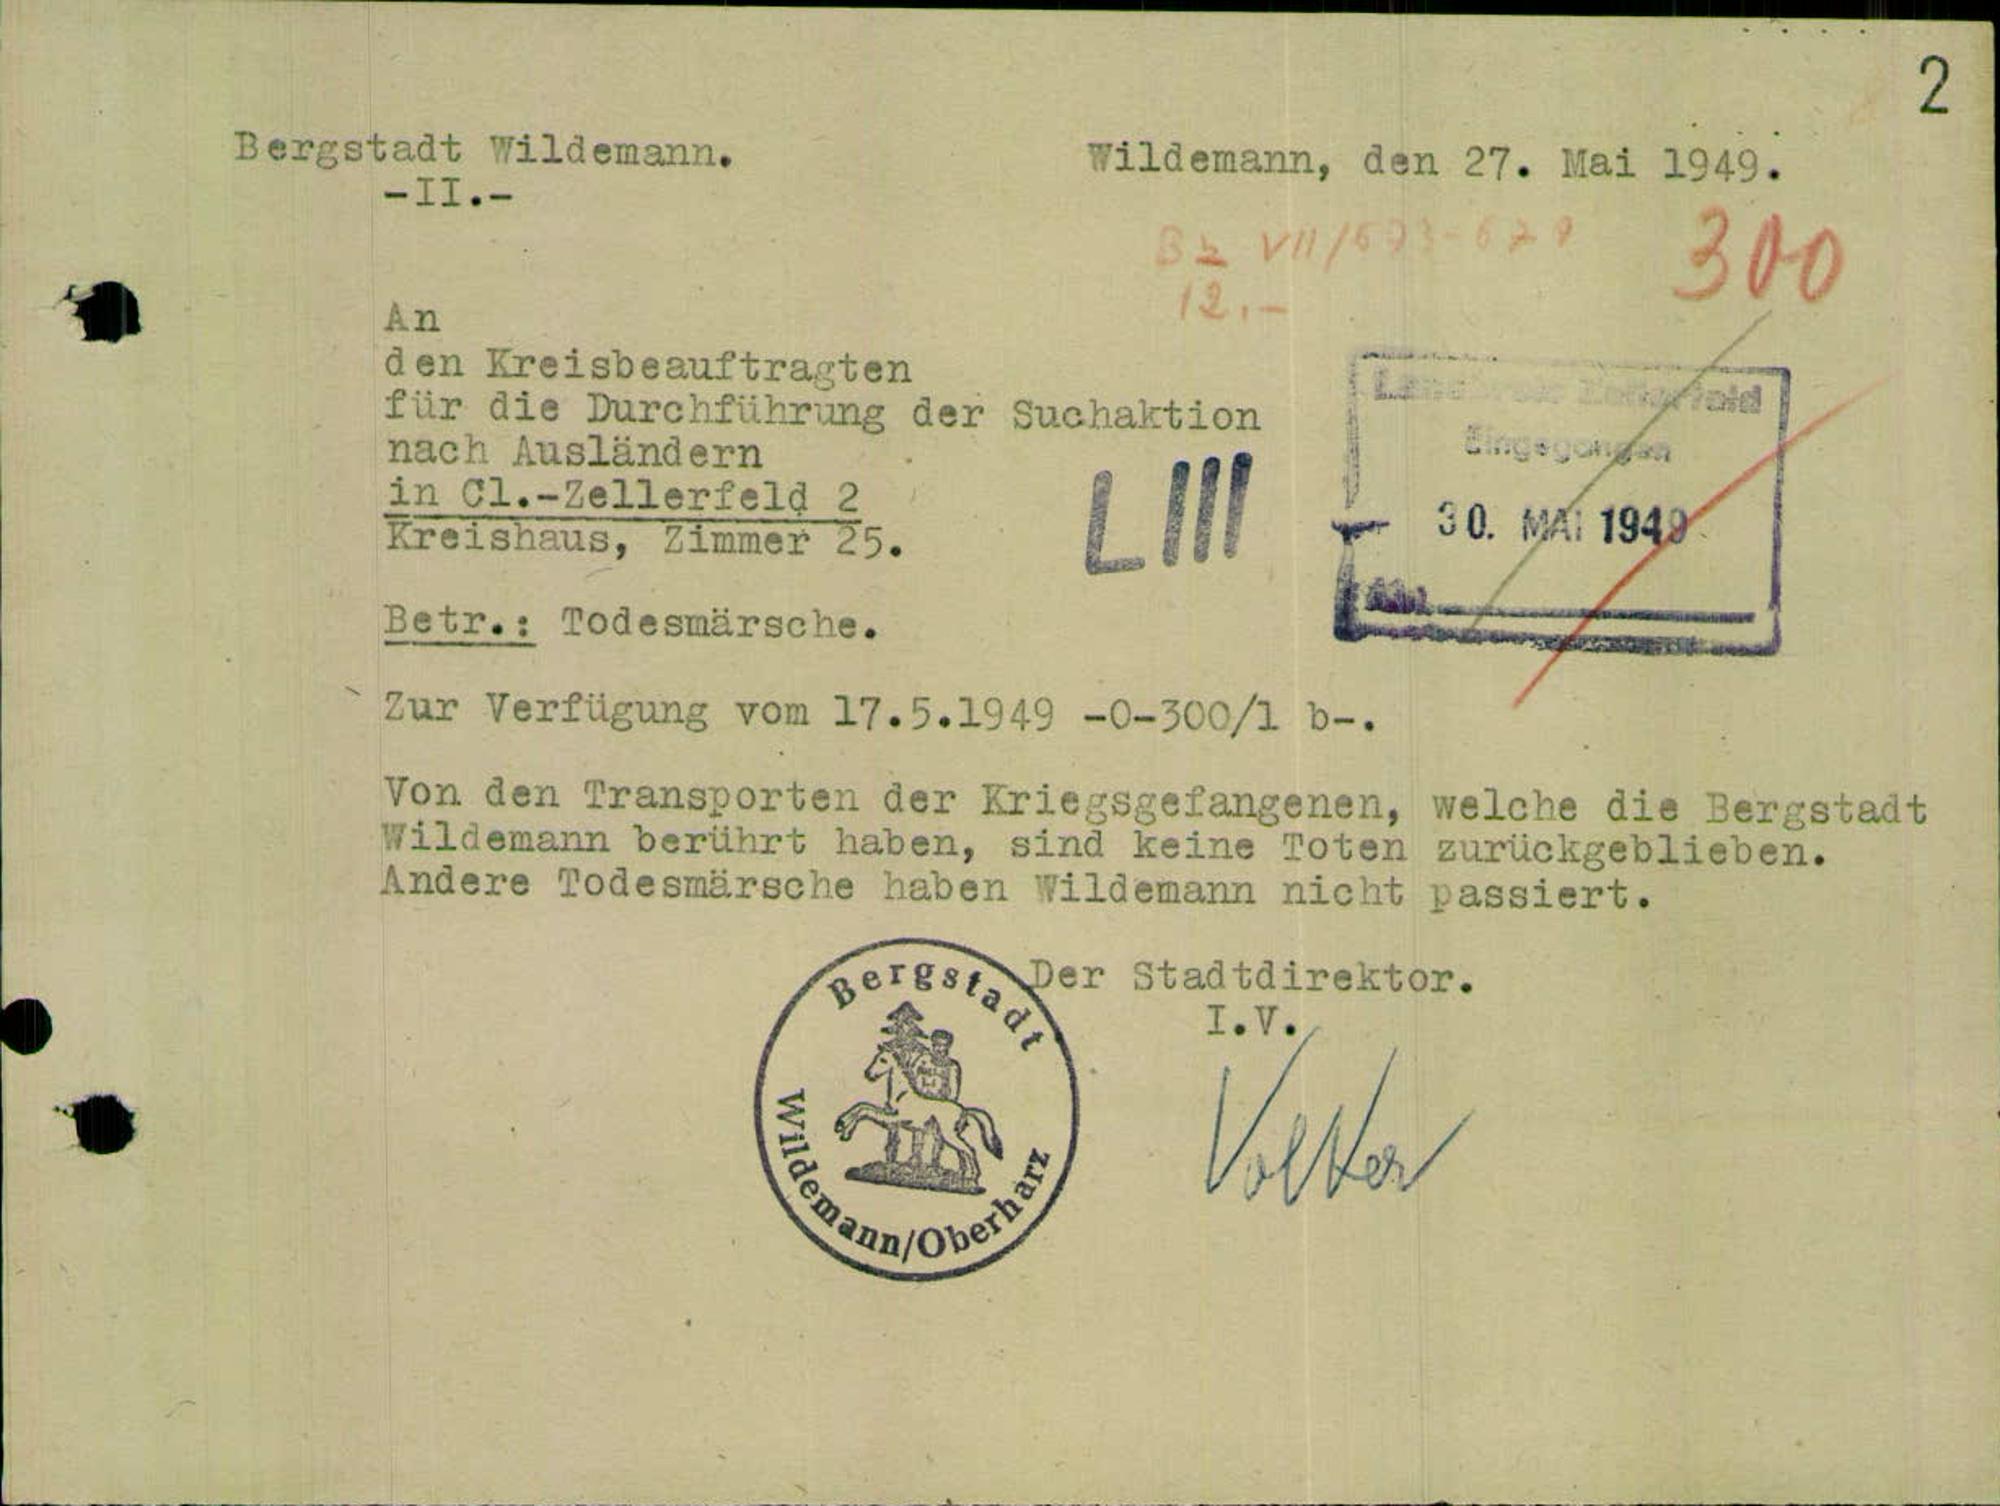 2
Bergstadt Wildemann.
-II.-
Wildemann, den 27. Mai 1949.
300
12.-
An
den Kreisbeauftragten
für die Durchführung der Suchaktion
nach Ausländern
in Cl.-Zellerfeld 2
Kreishaus, Zimmer 25.
L III
Eingegangen
30. MAI 1949
Betr.: Todesmärsche.
Zur Verfügung vom 17.5.1949 -0-300/1 b-.
Von den Transporten der Kriegsgefangenen, welche die Bergstadt
Wildemann berührt haben, sind keine Toten zurückgeblieben.
Andere Todesmärsche haben Wildemann nicht passiert.
Der Stadtdirektor.
I.V.
Bergstadt
Wildemann/Oberharz